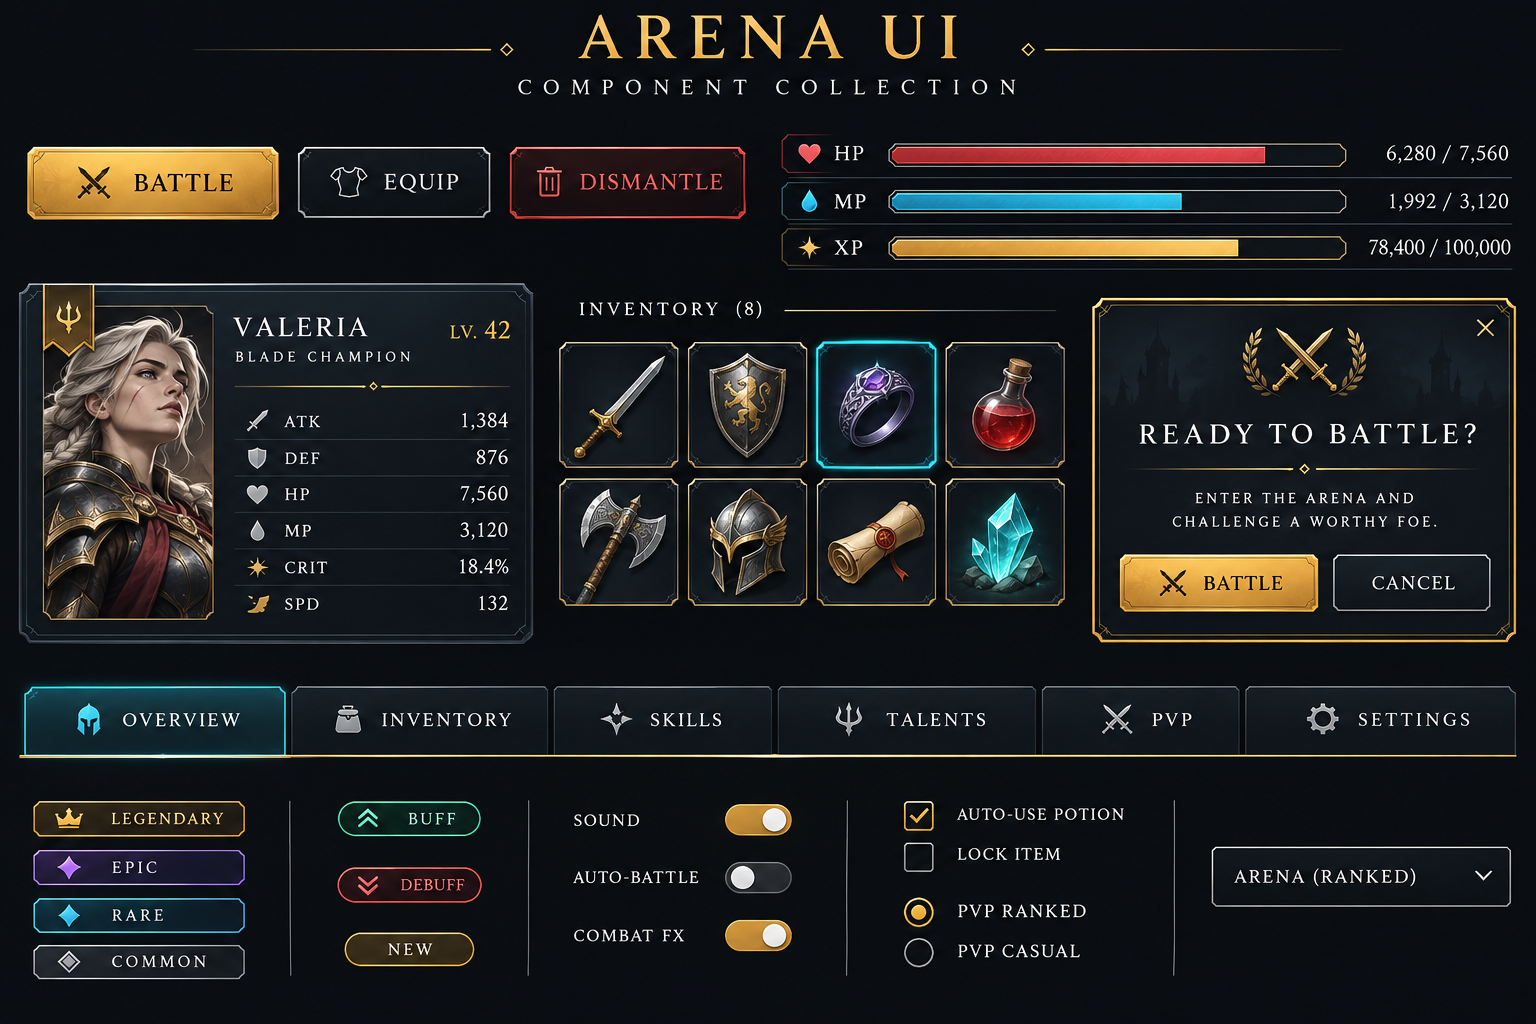 ARENA UI
COMPONENT COLLECTION
BATTLE
EQUIP
DISMANTLE
HP
6,280 / 7,560
MP
1,992 / 3,120
XP
78,400 / 100,000
VALERIA
LV. 42
BLADE CHAMPION
ATK
1,384
DEF
876
HP
7,560
MP
3,120
CRIT
18.4%
SPD
132
INVENTORY (8)
READY TO BATTLE?
ENTER THE ARENA AND
CHALLENGE A WORTHY FOE.
BATTLE
CANCEL
OVERVIEW
INVENTORY
SKILLS
TALENTS
PVP
SETTINGS
LEGENDARY
EPIC
RARE
COMMON
BUFF
DEBUFF
NEW
SOUND
AUTO-BATTLE
COMBAT FX
AUTO-USE POTION
LOCK ITEM
PVP RANKED
PVP CASUAL
ARENA (RANKED)